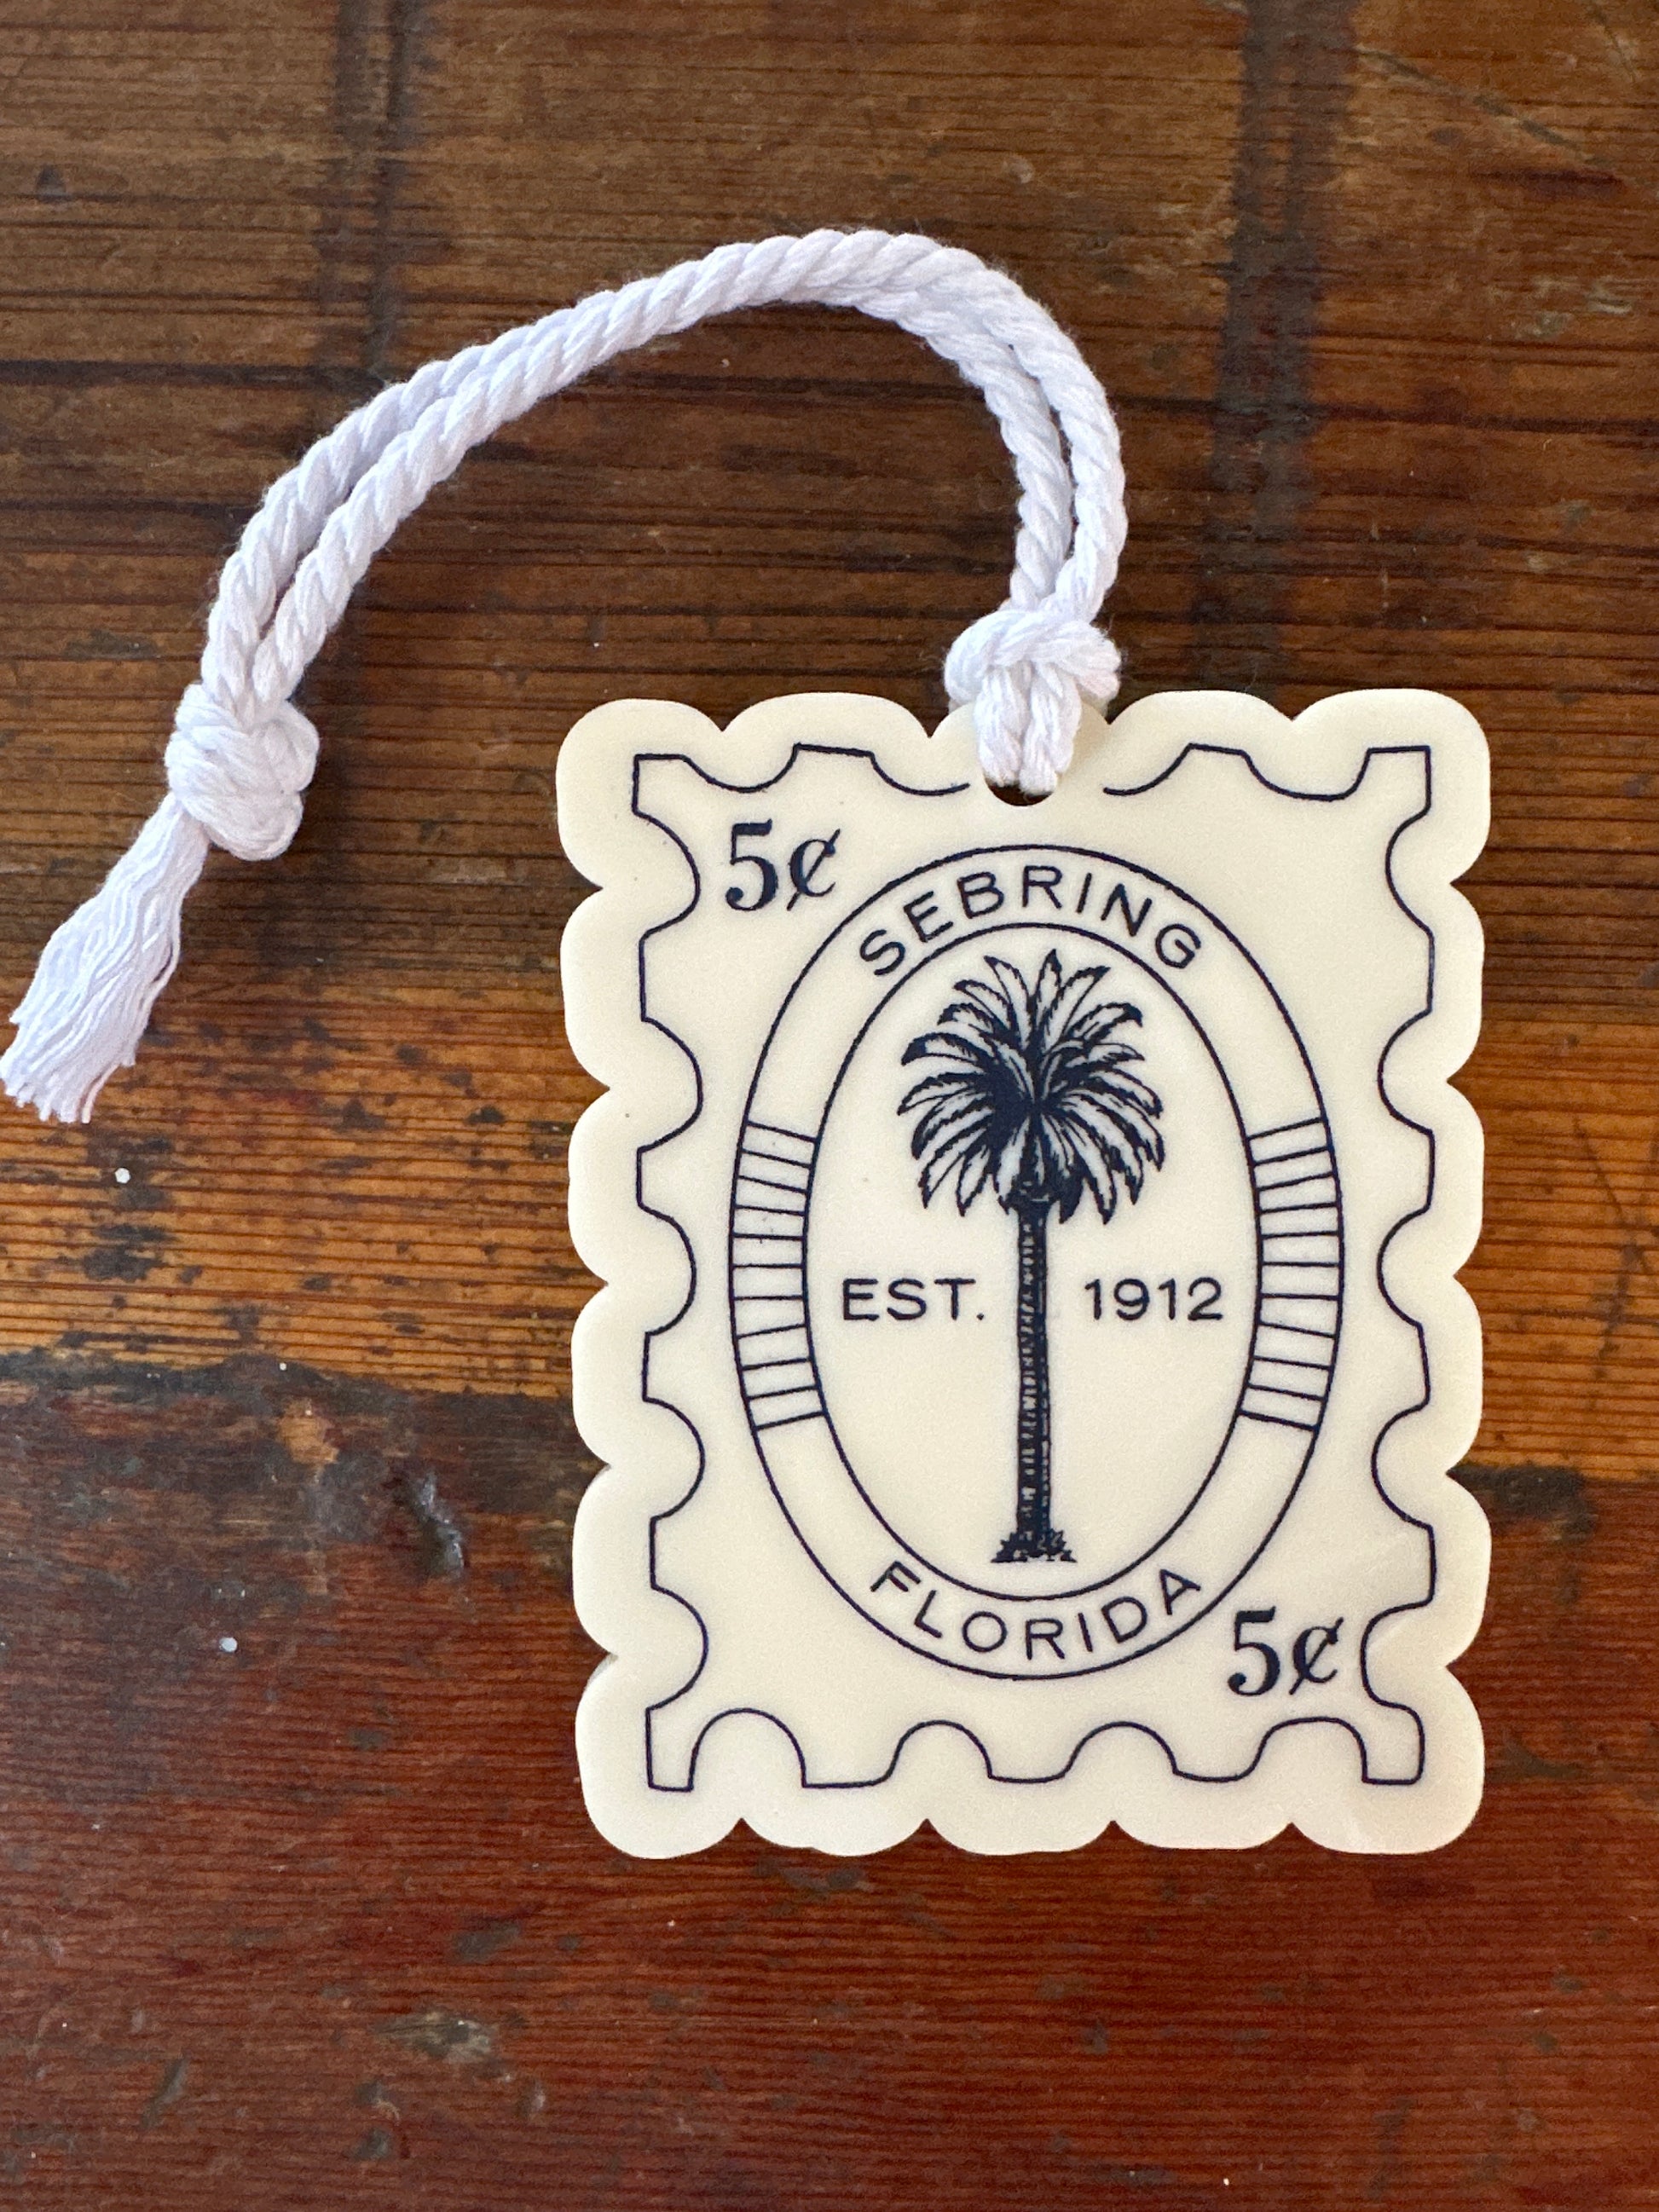 5¢
SEBRING
EST. 1912
FLORIDA
5¢